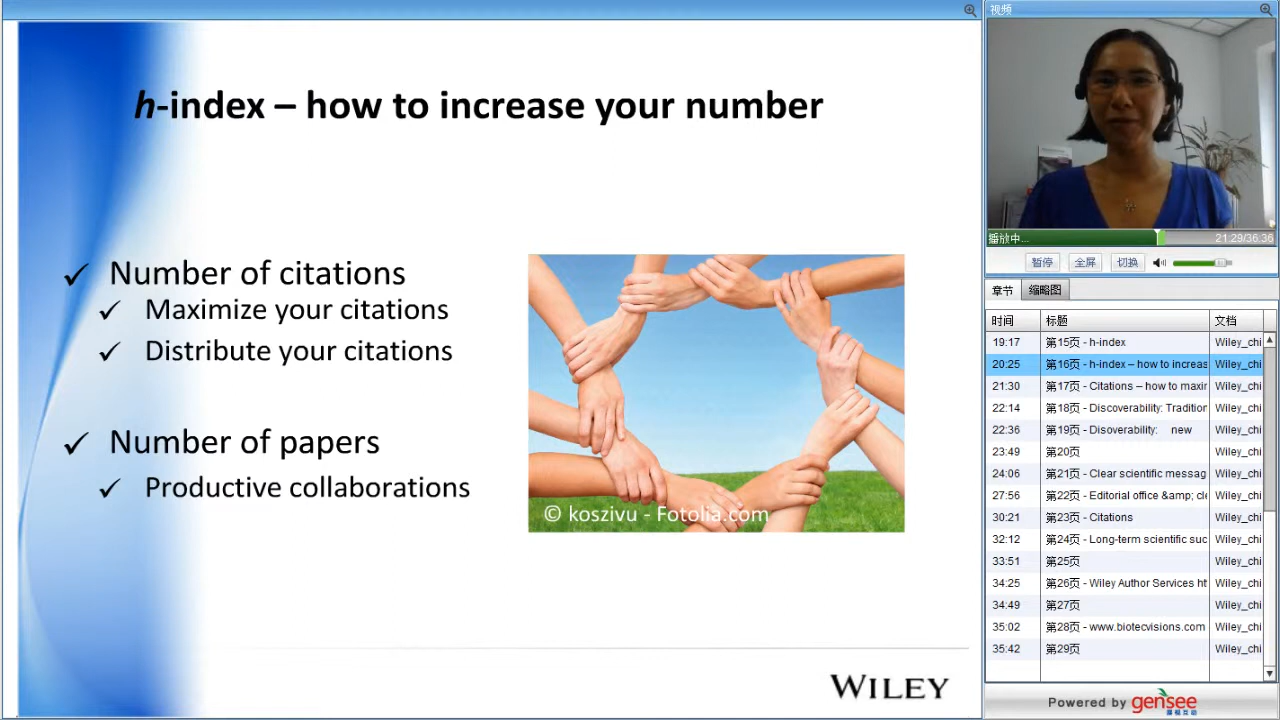 h-index – how to increase your number
✓ Number of citations
✓ Maximize your citations
✓ Distribute your citations
✓ Number of papers
✓ Productive collaborations
© koszivu - Fotolia.com
WILEY
视频
播放中...
21:29/36:36
暂停 全屏 切换
章节 缩略图
时间 标题 文档
19:17 第15页 - h-index Wiley_chi
20:25 第16页 - h-index – how to increas Wiley_chi
21:30 第17页 - Citations – how to maxin Wiley_chi
22:14 第18页 - Discoverability: Tradition Wiley_chi
22:36 第19页 - Disoverability: new Wiley_chi
23:49 第20页 Wiley_chi
24:06 第21页 - Clear scientific messag Wiley_chi
27:56 第22页 - Editorial office &amp; cle Wiley_chi
30:21 第23页 - Citations Wiley_chi
32:12 第24页 - Long-term scientific suc Wiley_chi
33:51 第25页 Wiley_chi
34:25 第26页 - Wiley Author Services ht Wiley_chi
34:49 第27页 Wiley_chi
35:02 第28页 - www.biotecvisions.com Wiley_chi
35:42 第29页 Wiley_chi
Powered by gensee
展视互动